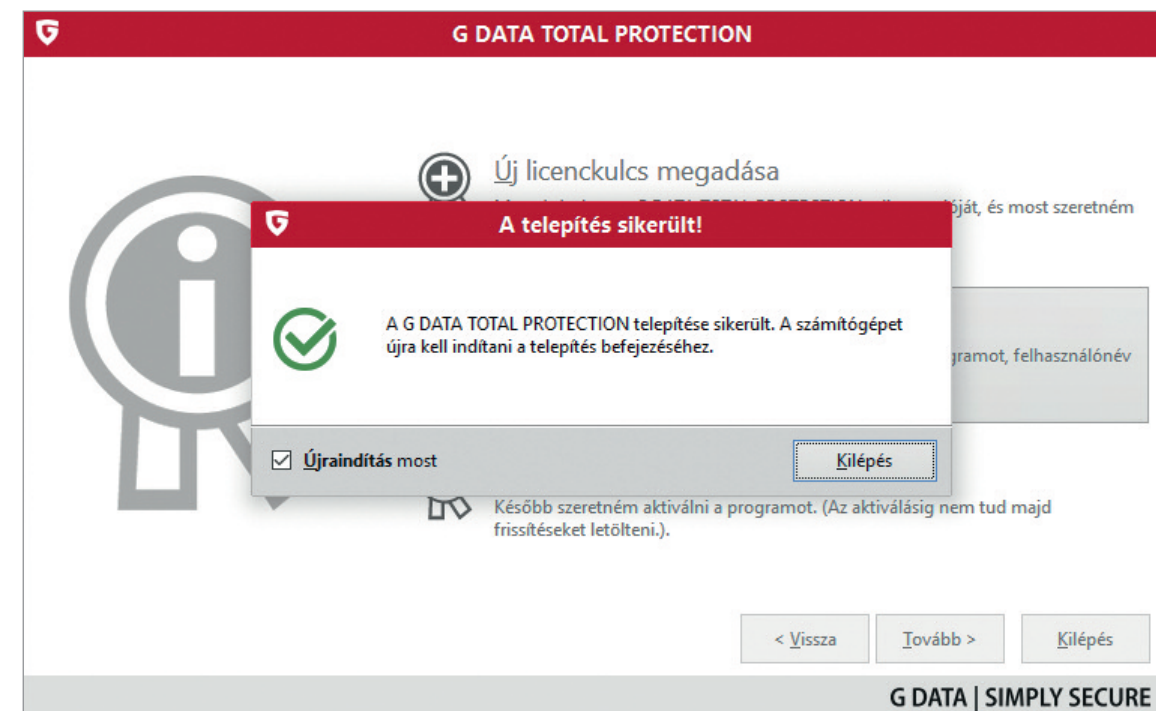 G DATA TOTAL PROTECTION
Új licenckulcs megadása
és most szeretném
A telepítés sikerült!
A G DATA TOTAL PROTECTION telepítése sikerült. A számítógépet
újra kell indítani a telepítés befejezéséhez.
felhasználónév
Újraindítás most
Kilépés
Később szeretném aktiválni a programot. (Az aktiválásig nem tud majd
frissítéseket letölteni.).
< Vissza
Tovább >
Kilépés
G DATA | SIMPLY SECURE